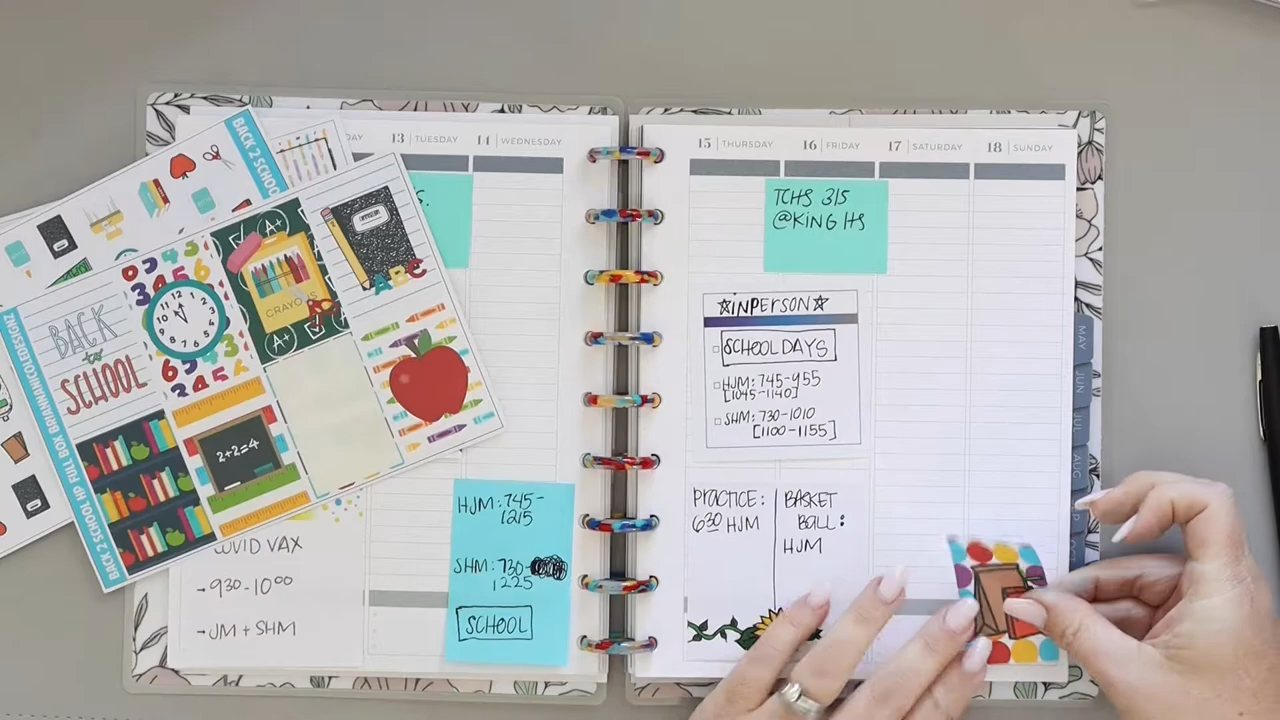 BACK 2 SCHOOL
BACK 2 SCHOOL HP FULL BOX BRIANNANICOLEDESIGNZ
BACK
to
SCHOOL
12
A+
CRAYONS
A+
ABC
2+2=4
DAY
13 TUESDAY
14 WEDNESDAY
COVID VAX
→930-1000
→JM + SHM
HJM: 745-
1215
SHM: 730-
1225
SCHOOL
15 THURSDAY
16 FRIDAY
17 SATURDAY
18 SUNDAY
TCHS 315
@KING HS
☆INPERSON☆
SCHOOL DAYS
HJM: 745-955
[1045-1140]
SHM: 730-1010
[1100-1155]
PRACTICE:
630 HJM
BASKET
BALL:
HJM
MAY
JUN
JUL
AUG